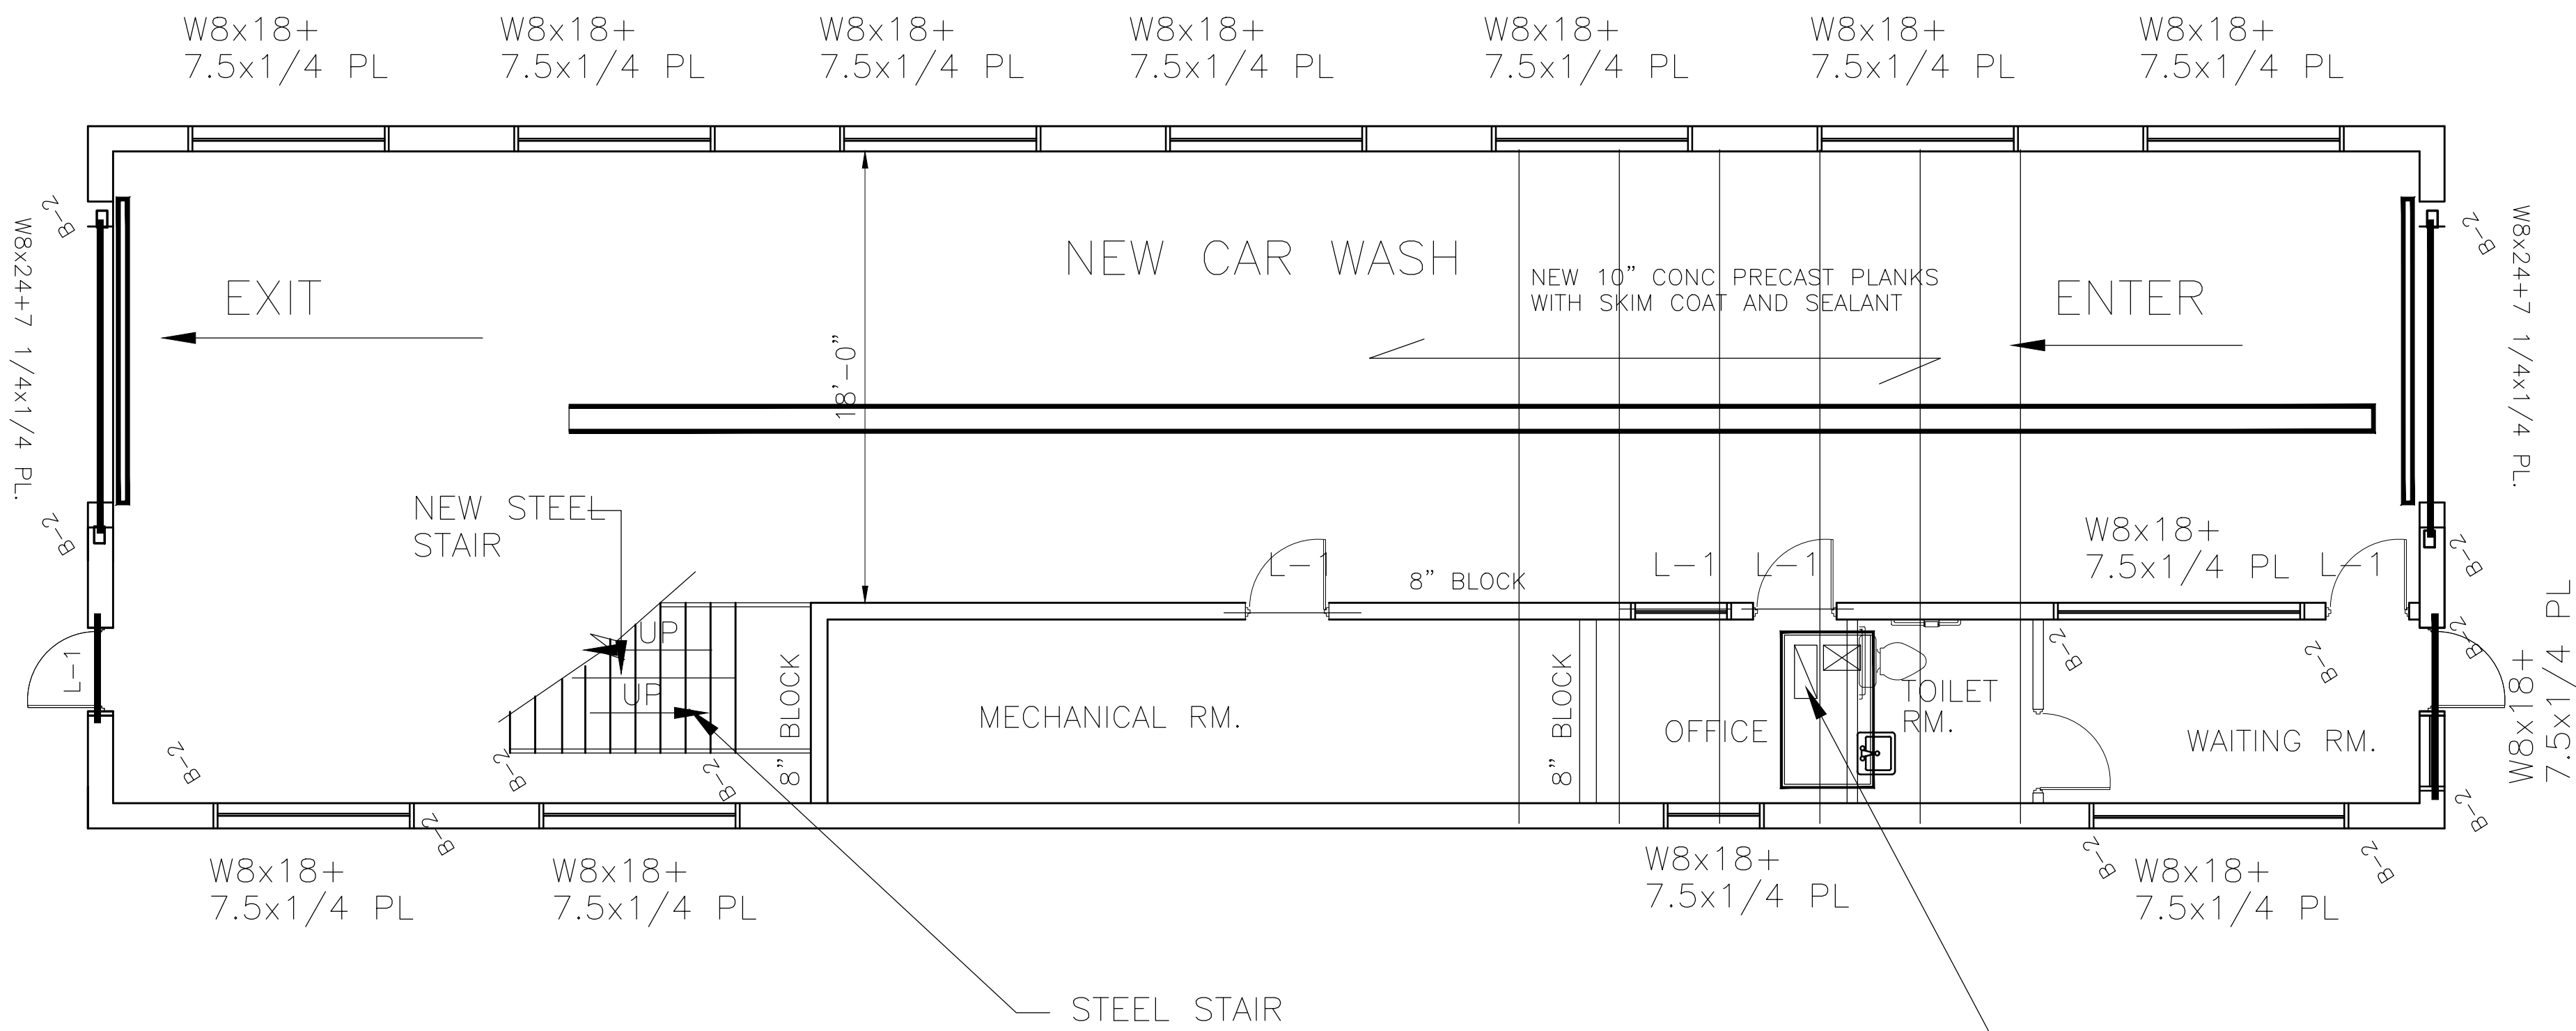 W8x18+
7.5x1/4 PL
W8x18+
7.5x1/4 PL
W8x18+
7.5x1/4 PL
W8x18+
7.5x1/4 PL
W8x18+
7.5x1/4 PL
W8x18+
7.5x1/4 PL
W8x18+
7.5x1/4 PL
B-2
W8x24+7 1/4x1/4 PL.
B-2
EXIT
18'-0"
NEW CAR WASH
NEW 10" CONC PRECAST PLANKS
WITH SKIM COAT AND SEALANT
ENTER
B-2
W8x24+7 1/4x1/4 PL.
B-2
NEW STEEL
STAIR
L-1
8" BLOCK
L-1
L-1
W8x18+
7.5x1/4 PL
L-1
L-1
UP
UP
8" BLOCK
MECHANICAL RM.
8" BLOCK
OFFICE
TOILET
RM.
B-2
WAITING RM.
B-2
B-2
W8x18+
7.5x1/4 PL
B-2
B-2
B-2
B-2
B-2
B-2
B-2
W8x18+
7.5x1/4 PL
W8x18+
7.5x1/4 PL
W8x18+
7.5x1/4 PL
W8x18+
7.5x1/4 PL
STEEL STAIR